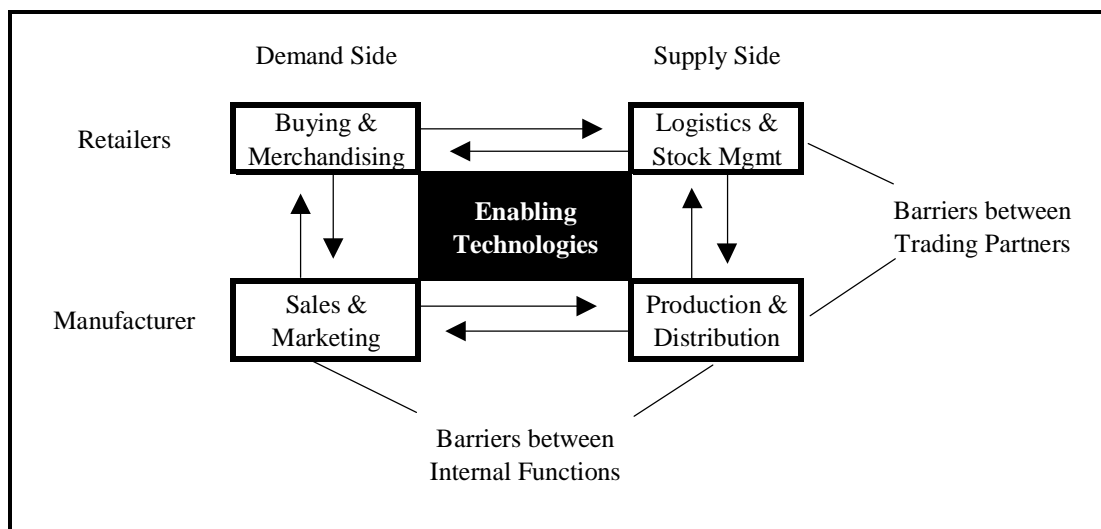 Demand Side
Supply Side
Retailers
Buying &
Merchandising
Logistics &
Stock Mgmt
Enabling
Technologies
Barriers between
Trading Partners
Manufacturer
Sales &
Marketing
Production &
Distribution
Barriers between
Internal Functions